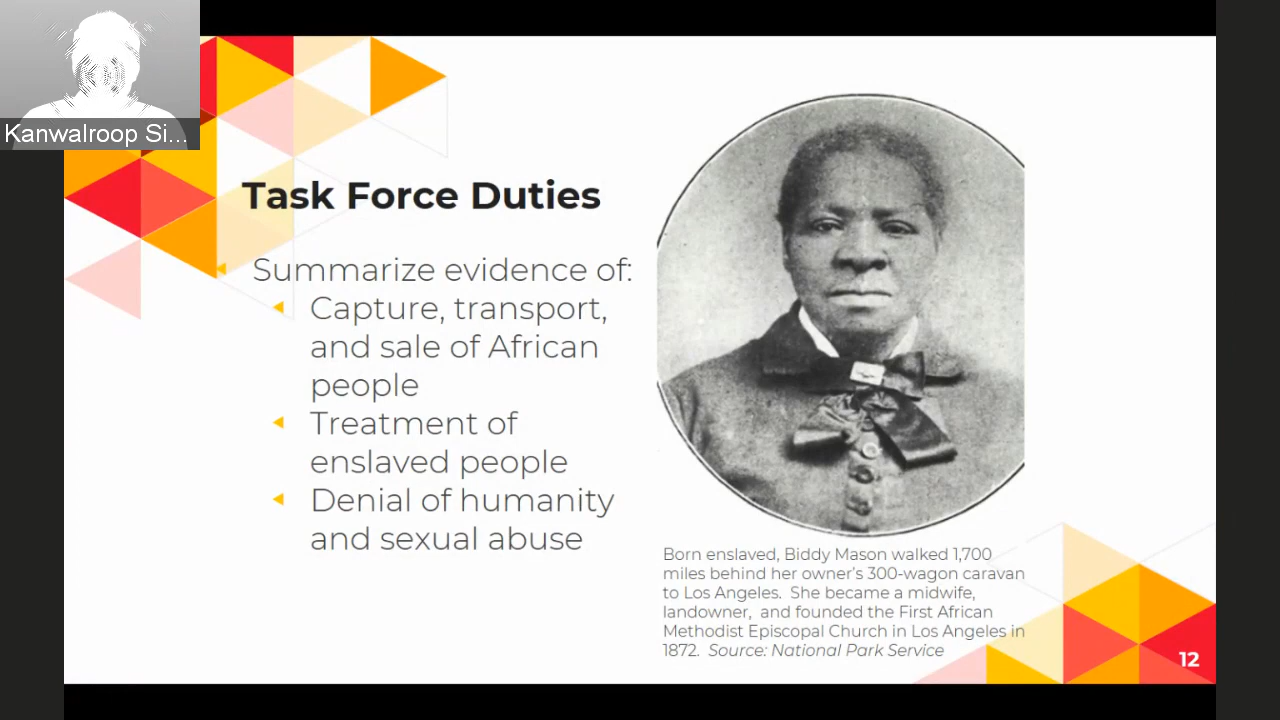 Kanwalroop Si...
Task Force Duties
Summarize evidence of:
Capture, transport,
and sale of African
people
Treatment of
enslaved people
Denial of humanity
and sexual abuse
Born enslaved, Biddy Mason walked 1,700
miles behind her owner's 300-wagon caravan
to Los Angeles.  She became a midwife,
landowner,  and founded the First African
Methodist Episcopal Church in Los Angeles in
1872.  Source: National Park Service
12